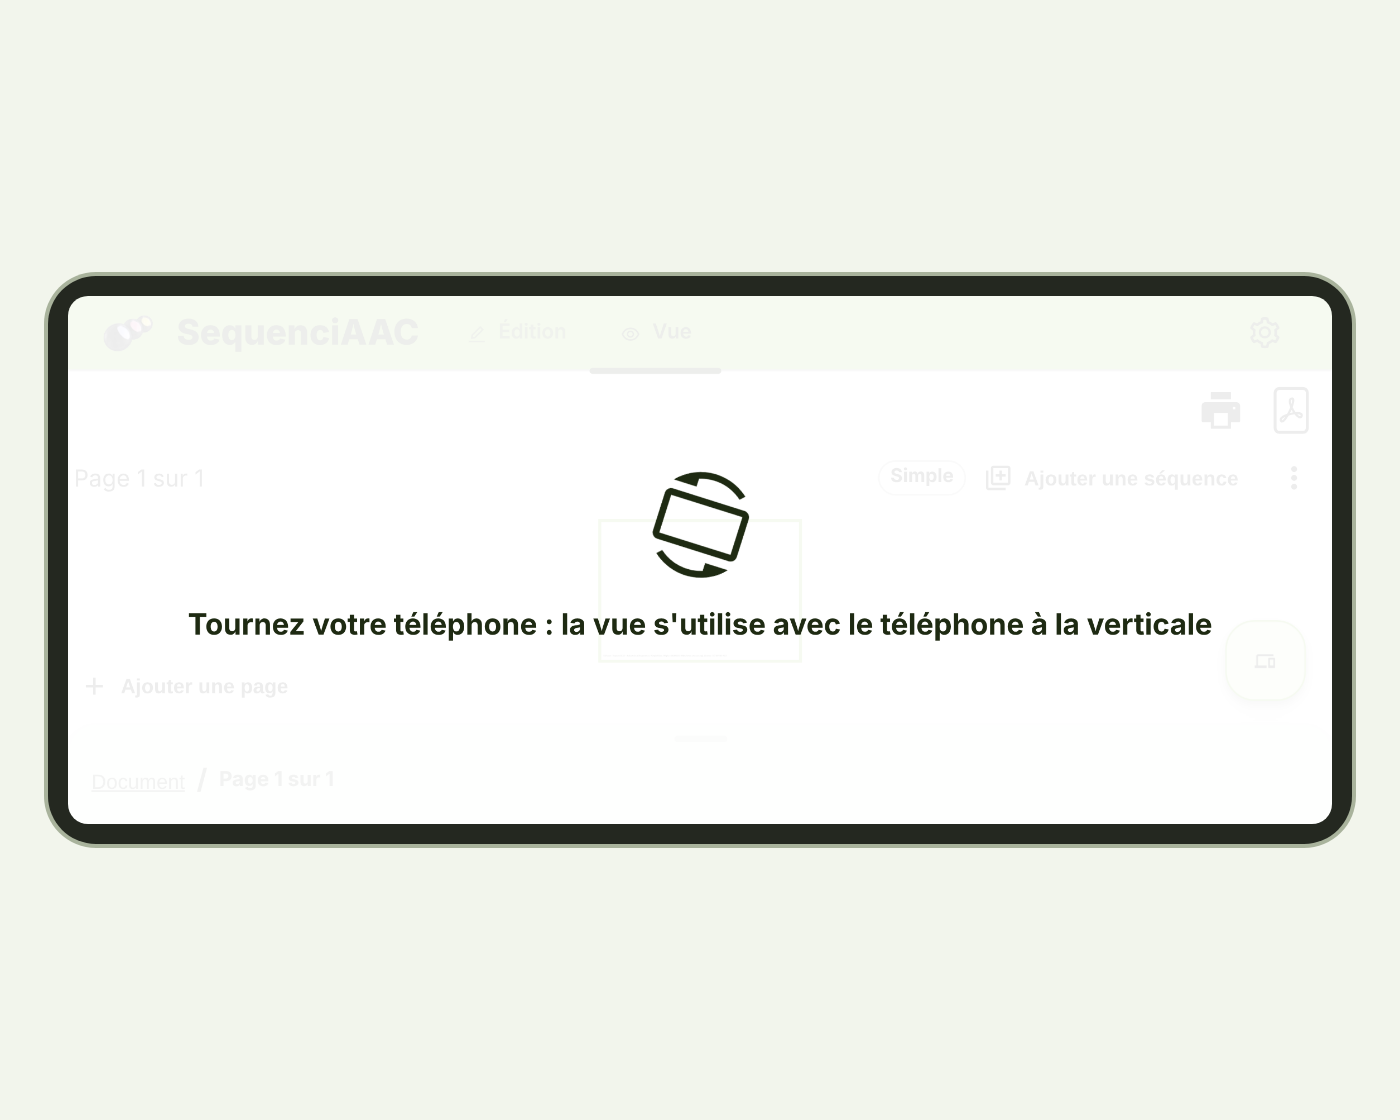 SequenciAAC
Édition
Vue
Page 1 sur 1
Simple
Ajouter une séquence
Tournez votre téléphone : la vue s'utilise avec le téléphone à la verticale
Ajouter une page
Document / Page 1 sur 1